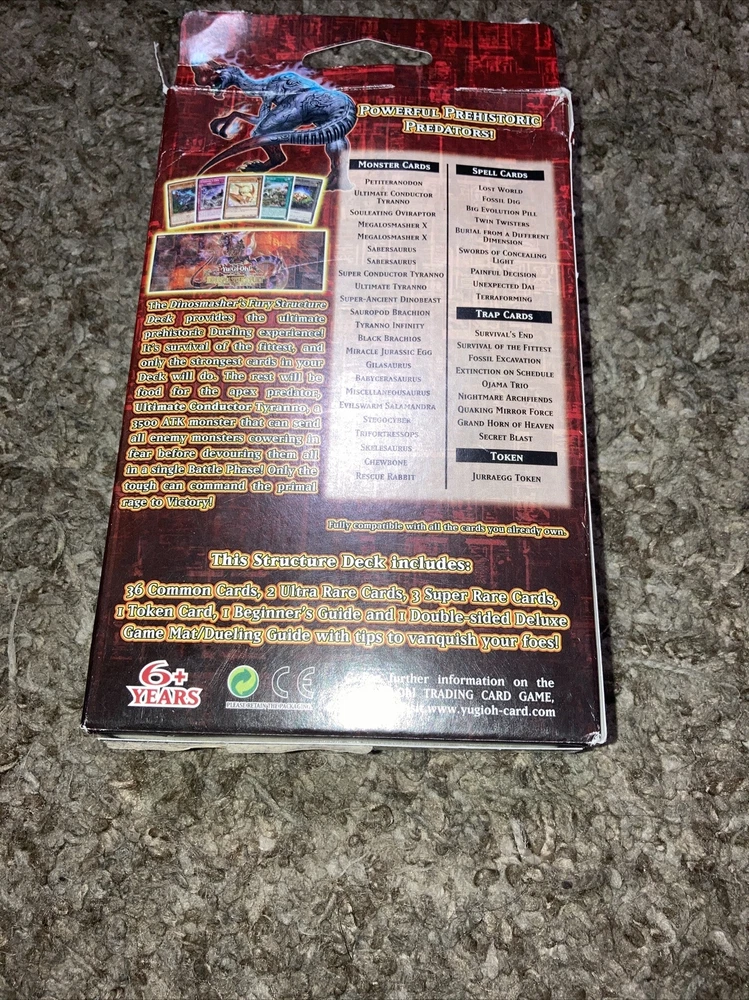 POWERFUL PREHISTORIC
PREDATORS!
MONSTER CARDS
PETITERANODON
ULTIMATE CONDUCTOR
TYRANNO
SOULEATING OVIRAPTOR
MEGALOSMASHER X
MEGALOSMASHER X
SABERSAURUS
SABERSAURUS
SUPER CONDUCTOR TYRANNO
ULTIMATE TYRANNO
SUPER-ANCIENT DINOBEAST
SAUROPOD BRACHION
TYRANNO INFINITY
BLACK BRACHIOS
MIRACLE JURASSIC EGG
GILASAURUS
BABYCERASAURUS
MISCELLANEOUSAURUS
EVILSWARM SALAMANDRA
STEGOCYBER
TRIFORTRESSOPS
SKELESAURUS
CHEWBONE
RESCUE RABBIT
SPELL CARDS
LOST WORLD
FOSSIL DIG
BIG EVOLUTION PILL
TWIN TWISTERS
BURIAL FROM A DIFFERENT
DIMENSION
SWORDS OF CONCEALING
LIGHT
PAINFUL DECISION
UNEXPECTED DAI
TERRAFORMING
TRAP CARDS
SURVIVAL'S END
SURVIVAL OF THE FITTEST
FOSSIL EXCAVATION
EXTINCTION ON SCHEDULE
OJAMA TRIO
NIGHTMARE ARCHFIENDS
QUAKING MIRROR FORCE
GRAND HORN OF HEAVEN
SECRET BLAST
TOKEN
JURRAEGG TOKEN
Yu-Gi-Oh!
The Dinosmasher's Fury Structure
Deck provides the ultimate
prehistoric Dueling experience!
It's survival of the fittest, and
only the strongest cards in your
Deck will do. The rest will be
food for the apex predator,
Ultimate Conductor Tyranno, a
3500 ATK monster that can send
all enemy monsters cowering in
fear before devouring them all
in a single Battle Phase! Only the
tough can command the primal
rage to Victory!
Fully compatible with all the cards you already own.
This Structure Deck includes:
36 Common Cards, 2 Ultra Rare Cards, 3 Super Rare Cards,
1 Token Card, 1 Beginner's Guide and 1 Double-sided Deluxe
Game Mat/Dueling Guide with tips to vanquish your foes!
6+
YEARS
PLEASE RETAIN THE PACKAGING
CE
further information on the
TRADING CARD GAME,
www.yugioh-card.com